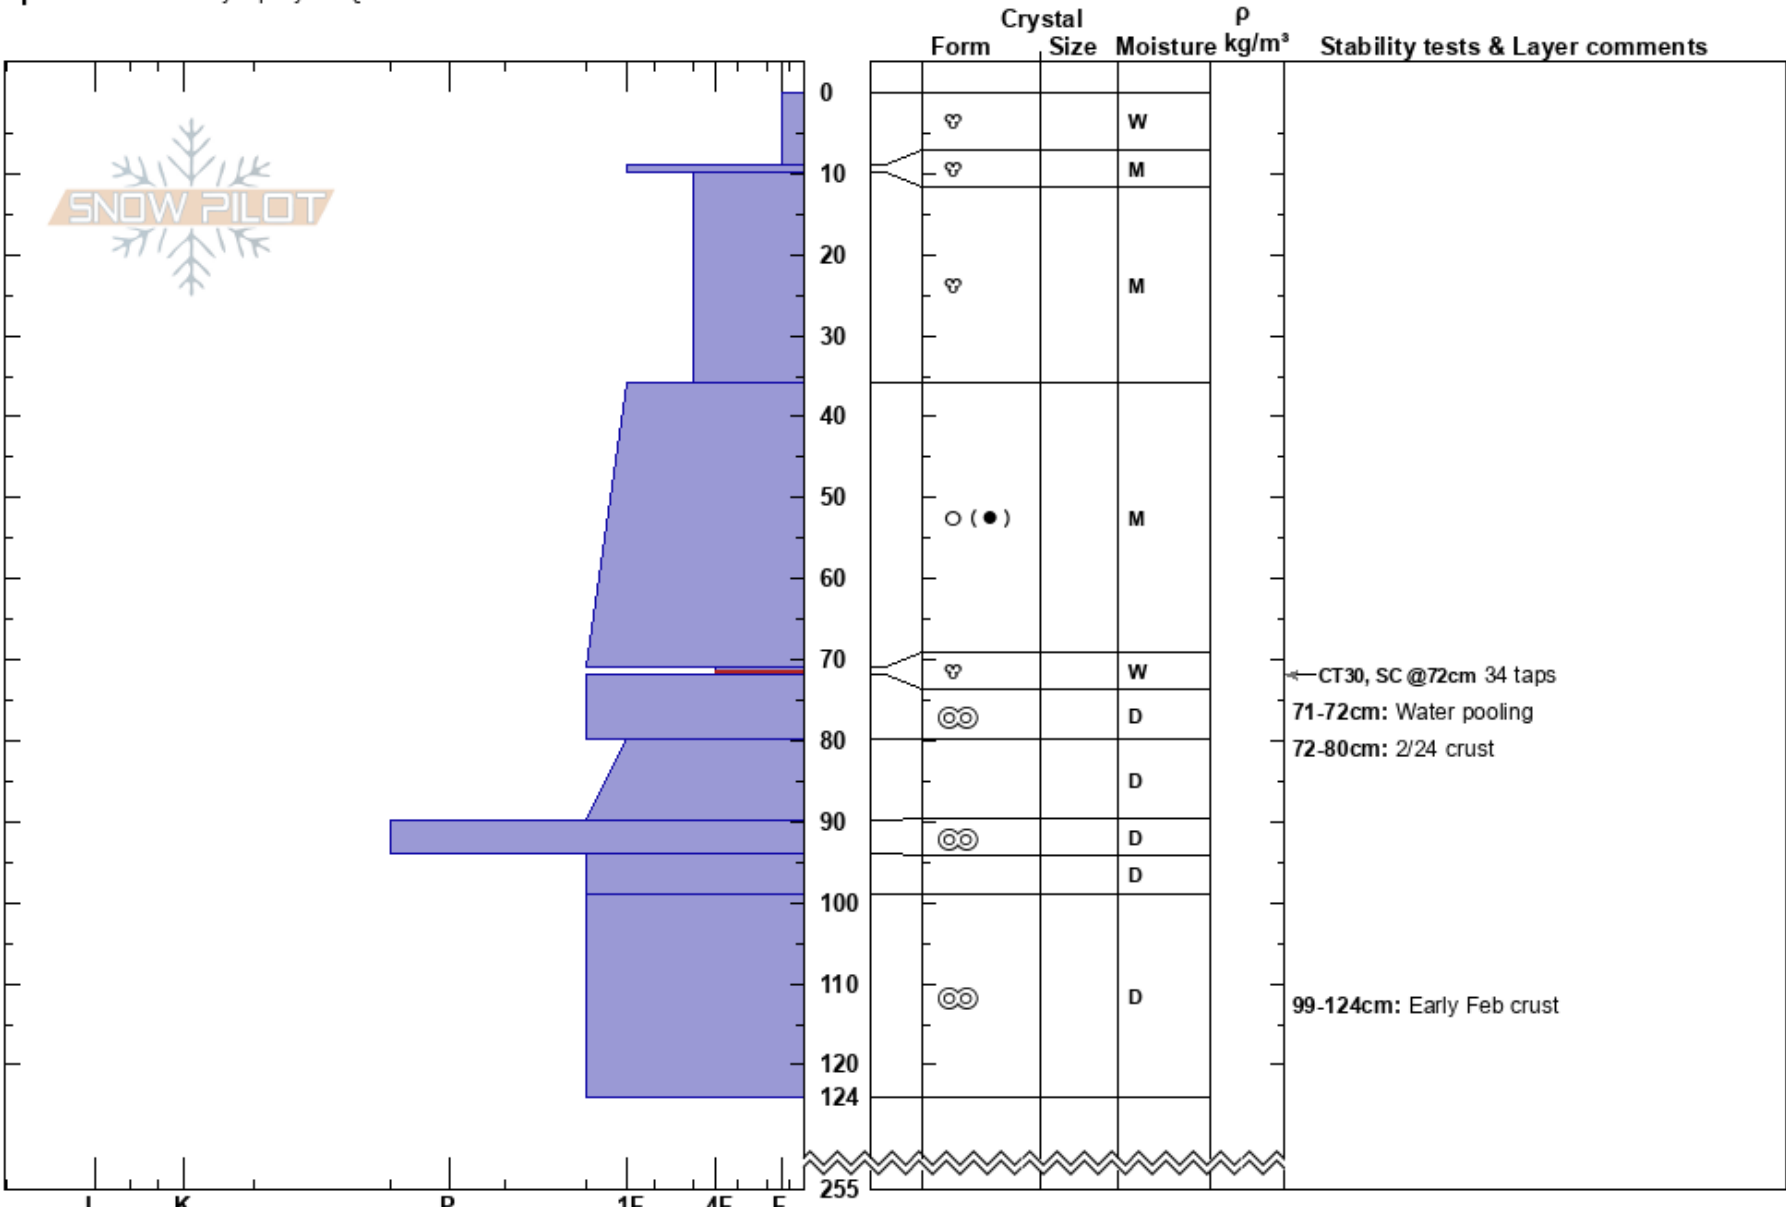 Crystal ρ
Form Size Moisture kg/m³ Stability tests & Layer comments
0
W
M
10
SNOW PILOT
20
M
30
40
50
( ) M
60
70
W
CT30, SC @72cm 34 taps
D 71-72cm: Water pooling
80 72-80cm: 2/24 crust
D
90
D
D
100
110 D
99-124cm: Early Feb crust
120
124
255
I K P 1F 4F F